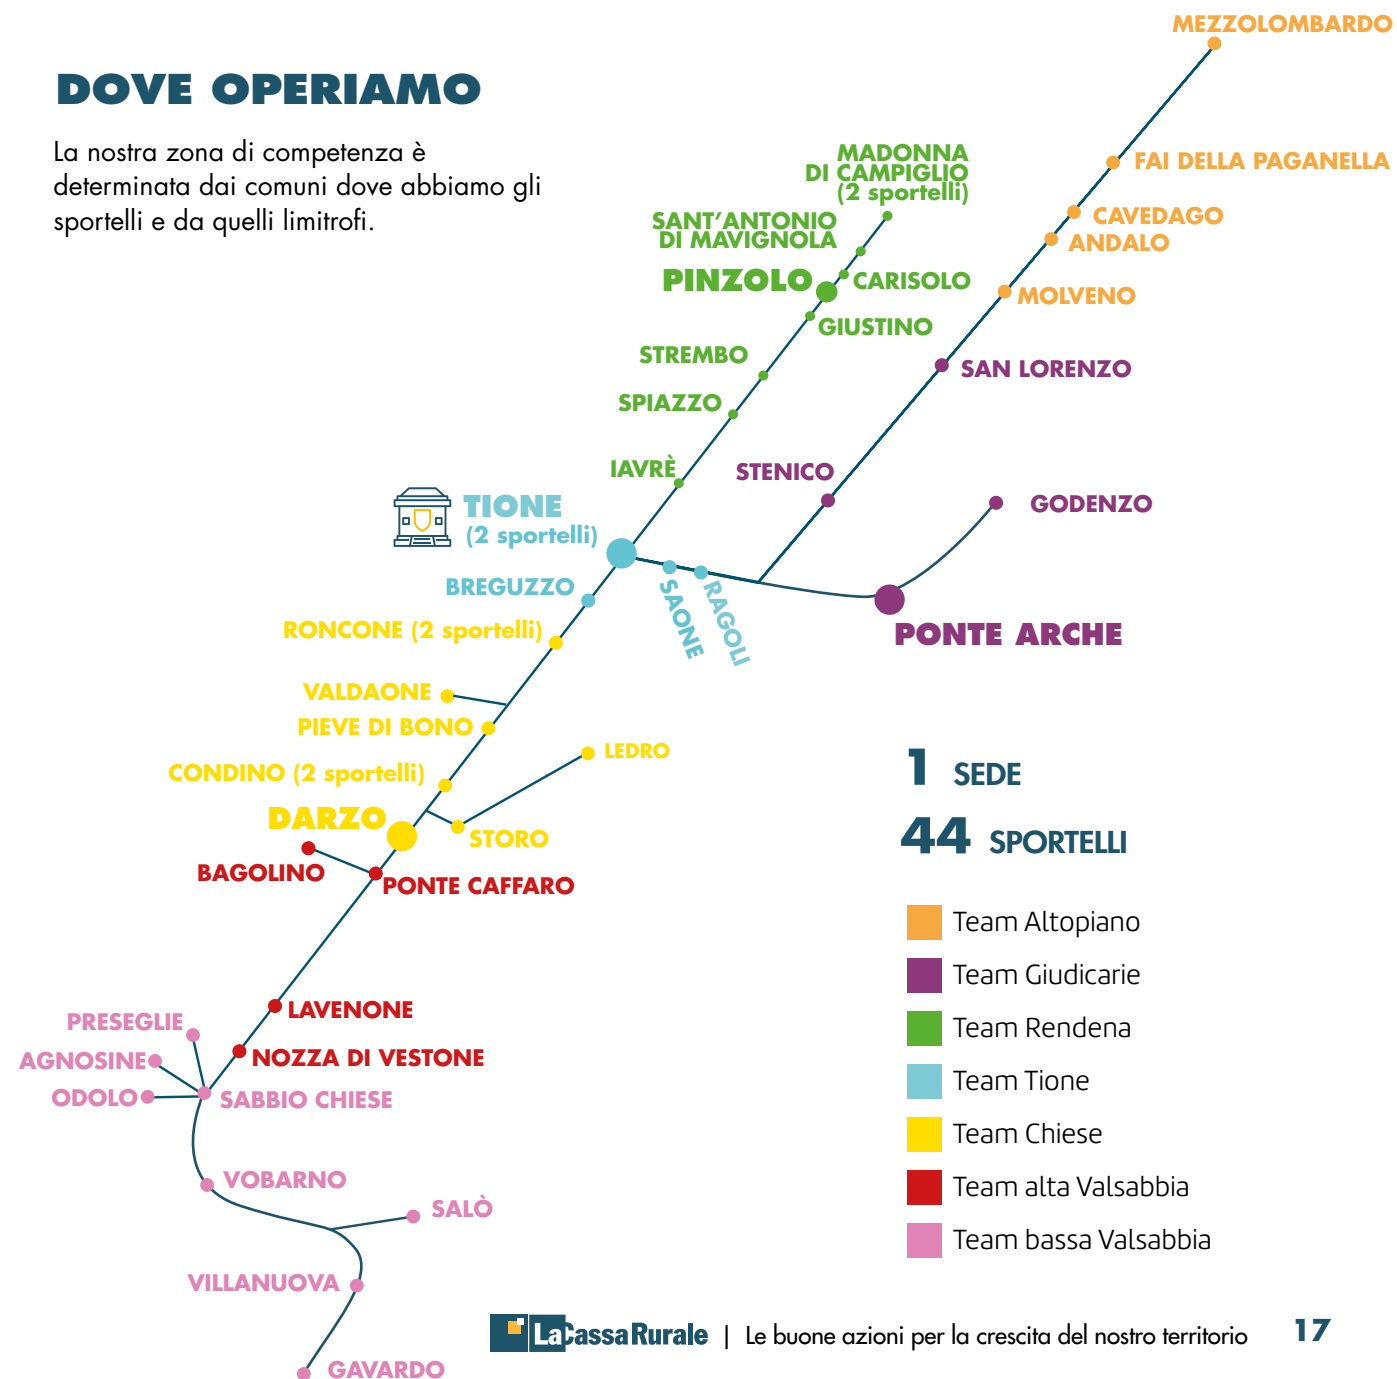 DOVE OPERIAMO
La nostra zona di competenza è
determinata dai comuni dove abbiamo gli
sportelli e da quelli limitrofi.
MEZZOLOMBARDO
FAI DELLA PAGANELLA
CAVEDAGO
ANDALO
MOLVENO
MADONNA
DI CAMPIGLIO
(2 sportelli)
SANT'ANTONIO
DI MAVIGNOLA
PINZOLO
CARISOLO
GIUSTINO
STREMBO
SPIAZZO
IAVRÈ
SAN LORENZO
STENICO
GODENZO
PONTE ARCHE
TIONE
(2 sportelli)
SAONE
RAGOLI
BREGUZZO
RONCONE (2 sportelli)
VALDAONE
PIEVE DI BONO
LEDRO
CONDINO (2 sportelli)
DARZO
STORO
BAGOLINO
PONTE CAFFARO
LAVENONE
NOZZA DI VESTONE
PRESEGLIE
AGNOSINE
ODOLO
SABBIO CHIESE
VOBARNO
SALÒ
VILLANUOVA
GAVARDO
1 SEDE
44 SPORTELLI
Team Altopiano
Team Giudicarie
Team Rendena
Team Tione
Team Chiese
Team alta Valsabbia
Team bassa Valsabbia
LaCassaRurale | Le buone azioni per la crescita del nostro territorio 17